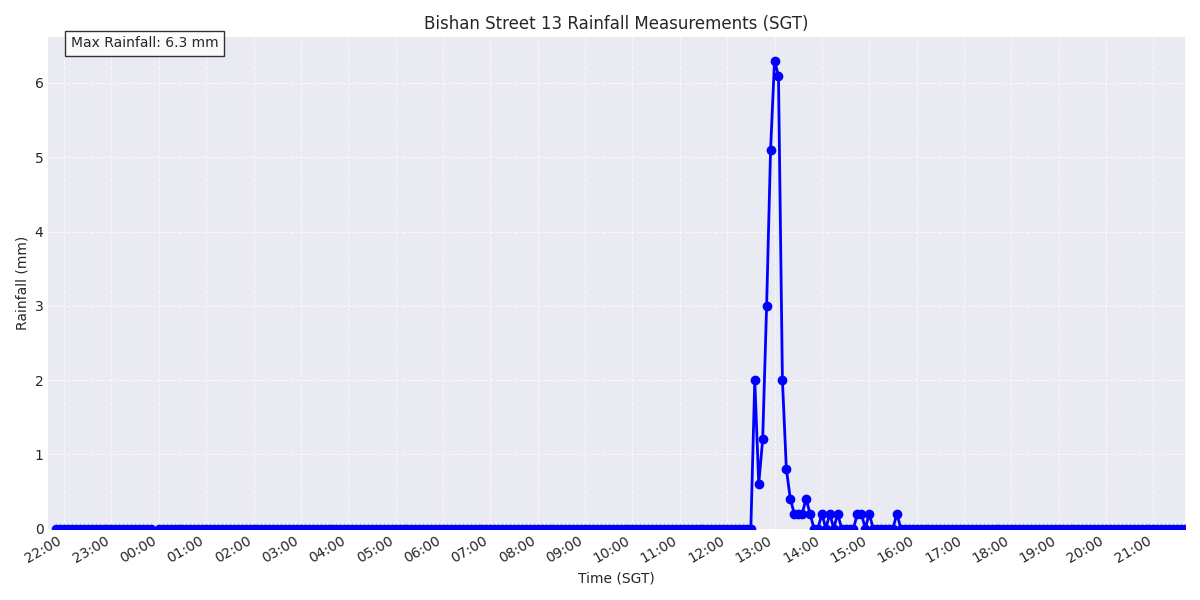 Bishan Street 13 Rainfall Measurements (SGT)
Max Rainfall: 6.3 mm
Rainfall (mm)
6
5
4
3
2
1
0
22:00 23:00 00:00 01:00 02:00 03:00 04:00 05:00 06:00 07:00 08:00 09:00 10:00 11:00 12:00 13:00 14:00 15:00 16:00 17:00 18:00 19:00 20:00 21:00
Time (SGT)